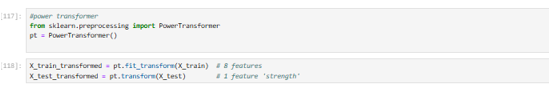 [117]:
#power transformer
from sklearn.preprocessing import PowerTransformer
pt = PowerTransformer()
[118]:
X_train_transformed = pt.fit_transform(X_train)  # 8 features
X_test_transformed = pt.transform(X_test)        # 1 feature 'strength'